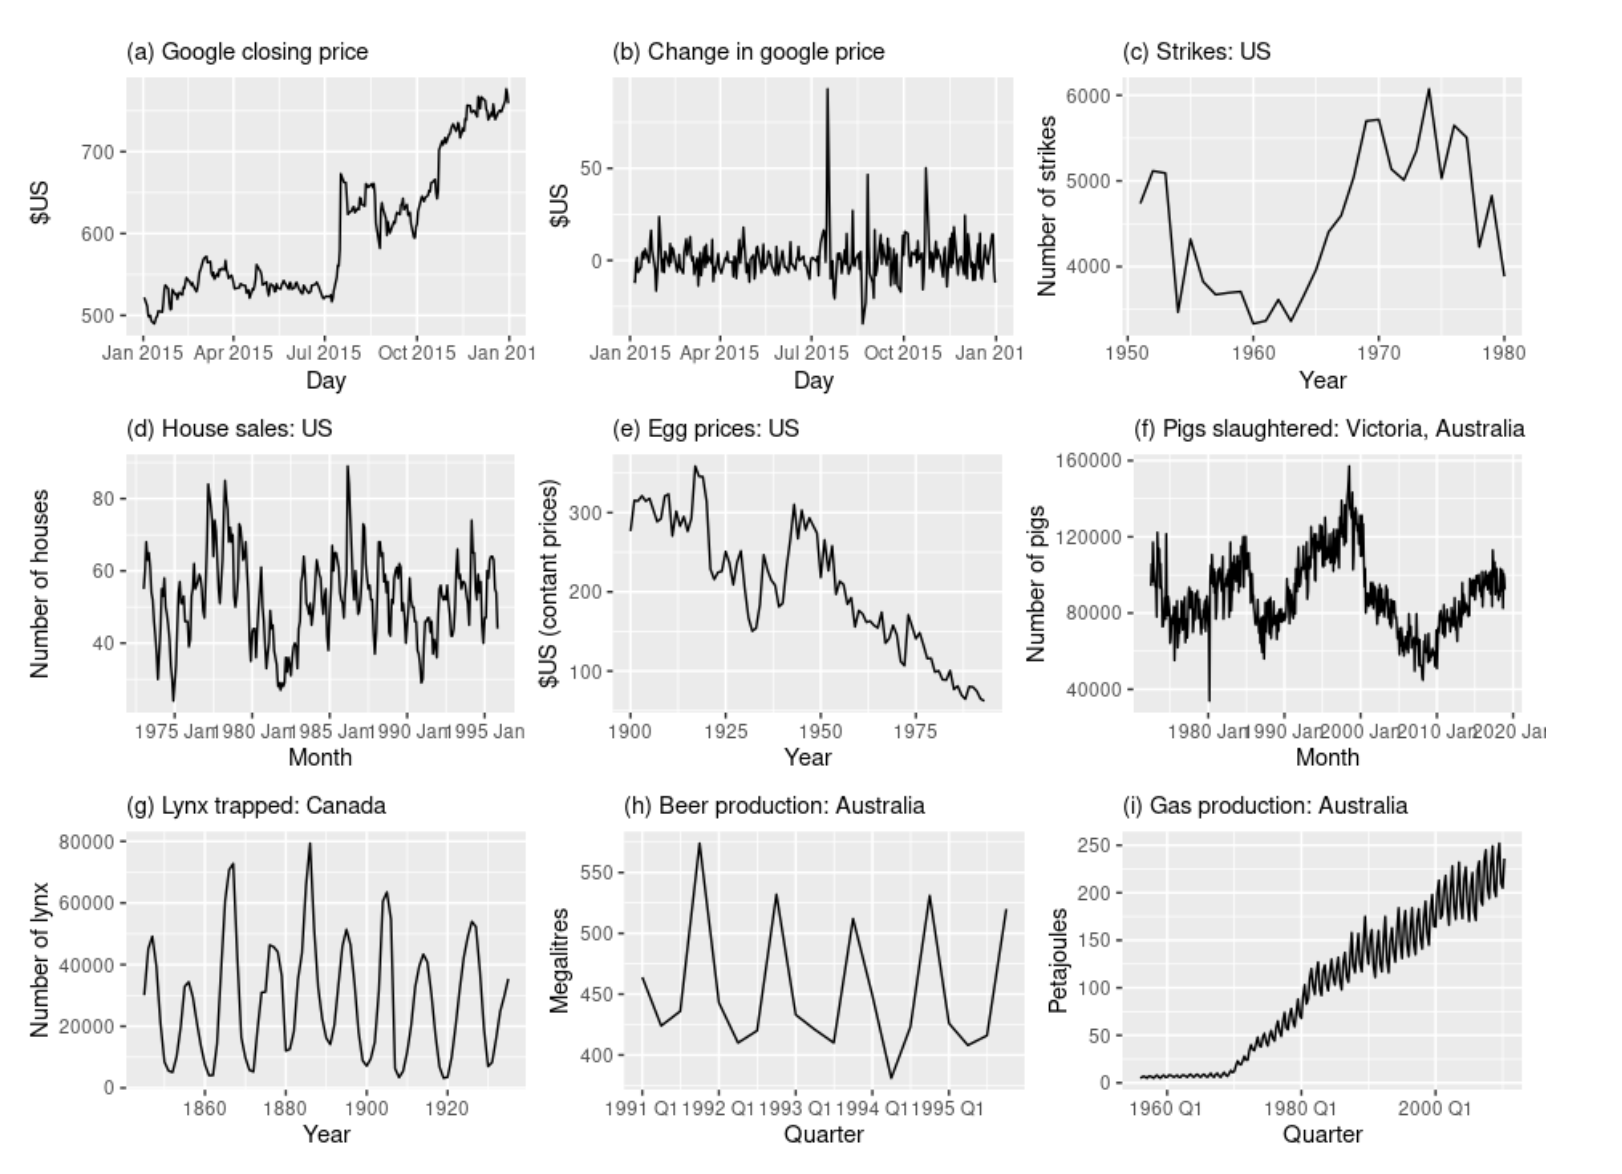 (a) Google closing price
$US
700
600
500
Jan 2015 Apr 2015 Jul 2015 Oct 2015 Jan 201
Day
(b) Change in google price
$US
50
0
Jan 2015 Apr 2015 Jul 2015 Oct 2015 Jan 201
Day
(c) Strikes: US
Number of strikes
6000
5000
4000
1950 1960 1970 1980
Year
(d) House sales: US
Number of houses
80
60
40
1975 Jan 1980 Jan 1985 Jan 1990 Jan 1995 Jan
Month
(e) Egg prices: US
$US (contant prices)
300
200
100
1900 1925 1950 1975
Year
(f) Pigs slaughtered: Victoria, Australia
Number of pigs
160000
120000
80000
40000
1980 Jan 1990 Jan 2000 Jan 2010 Jan 2020 Jan
Month
(g) Lynx trapped: Canada
Number of lynx
80000
60000
40000
20000
0
1860 1880 1900 1920
Year
(h) Beer production: Australia
Megalitres
550
500
450
400
1991 Q1 1992 Q1 1993 Q1 1994 Q1 1995 Q1
Quarter
(i) Gas production: Australia
Petajoules
250
200
150
100
50
0
1960 Q1 1980 Q1 2000 Q1
Quarter